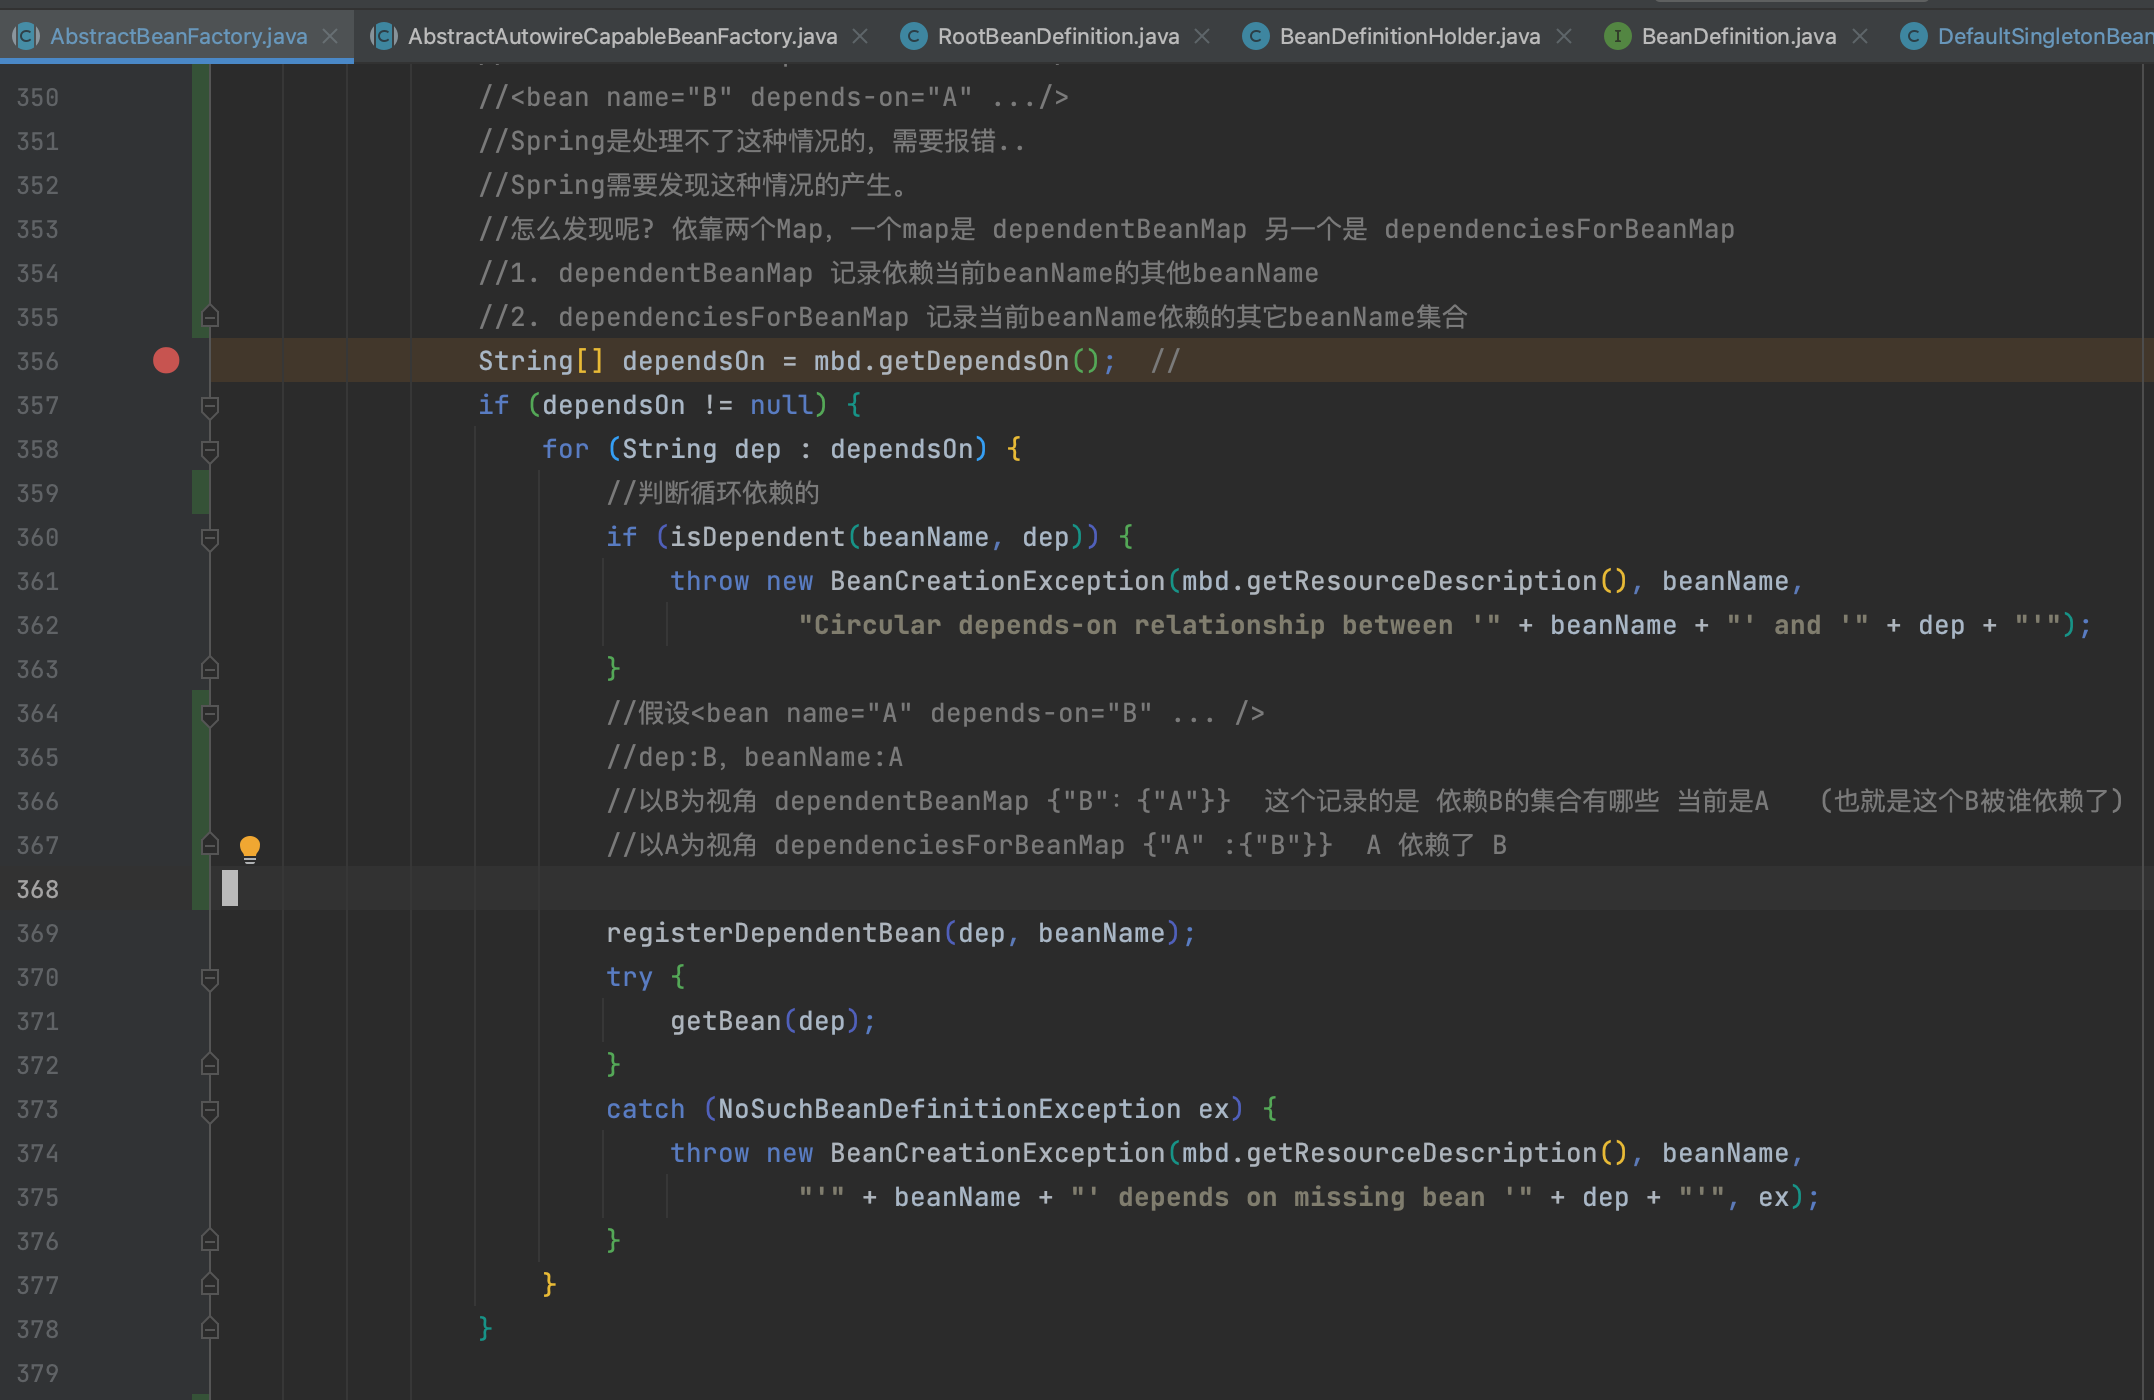 AbstractBeanFactory.java AbstractAutowireCapableBeanFactory.java RootBeanDefinition.java BeanDefinitionHolder.java BeanDefinition.java DefaultSingletonBean
350 //<bean name="B" depends-on="A" .../>
351 //Spring是处理不了这种情况的，需要报错..
352 //Spring需要发现这种情况的产生。
353 //怎么发现呢? 依靠两个Map，一个map是 dependentBeanMap 另一个是 dependenciesForBeanMap
354 //1. dependentBeanMap 记录依赖当前beanName的其他beanName
355 //2. dependenciesForBeanMap 记录当前beanName依赖的其它beanName集合
356 String[] dependsOn = mbd.getDependsOn(); //
357 if (dependsOn != null) {
358 for (String dep : dependsOn) {
359 //判断循环依赖的
360 if (isDependent(beanName, dep)) {
361 throw new BeanCreationException(mbd.getResourceDescription(), beanName,
362 "Circular depends-on relationship between '" + beanName + "' and '" + dep + "'");
363 }
364 //假设<bean name="A" depends-on="B" ... />
365 //dep:B，beanName:A
366 //以B为视角 dependentBeanMap {"B"：{"A"}} 这个记录的是 依赖B的集合有哪些 当前是A （也就是这个B被谁依赖了）
367 //以A为视角 dependenciesForBeanMap {"A" :{"B"}} A 依赖了 B
368
369 registerDependentBean(dep, beanName);
370 try {
371 getBean(dep);
372 }
373 catch (NoSuchBeanDefinitionException ex) {
374 throw new BeanCreationException(mbd.getResourceDescription(), beanName,
375 "'" + beanName + "' depends on missing bean '" + dep + "'", ex);
376 }
377 }
378 }
379